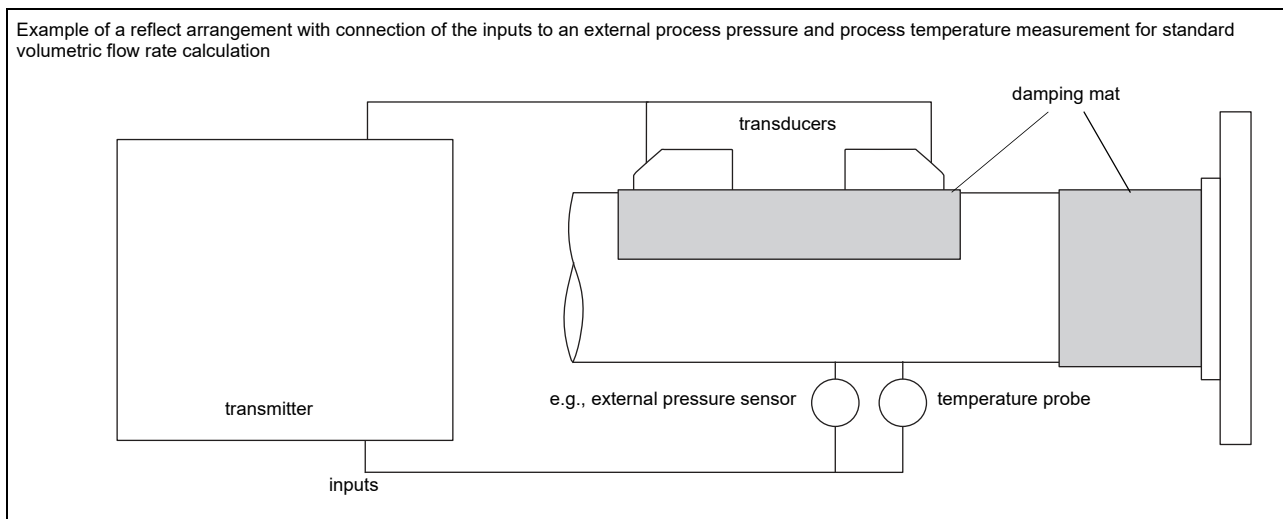 Example of a reflect arrangement with connection of the inputs to an external process pressure and process temperature measurement for standard
volumetric flow rate calculation
damping mat
transducers
e.g., external pressure sensor
temperature probe
transmitter
inputs